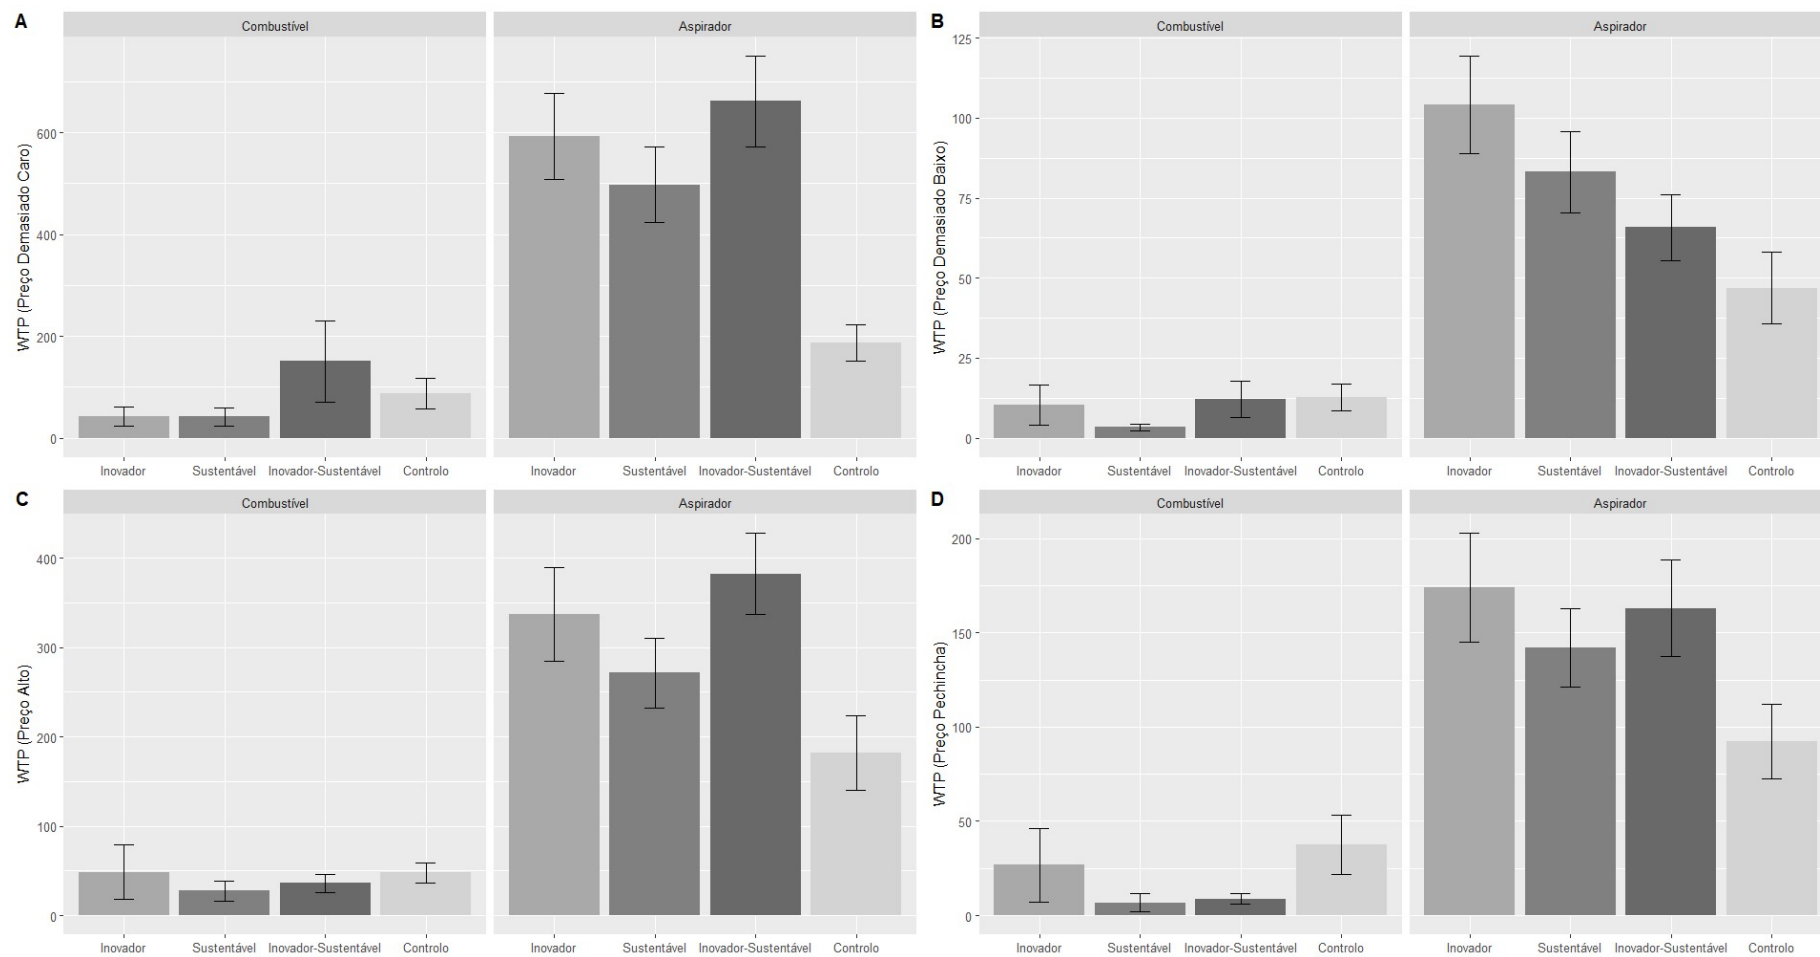 A
Combustível
Aspirador
WTP (Preço Demasiado Caro)
600
400
200
0
Inovador
Sustentável
Inovador-Sustentável
Controlo
Inovador
Sustentável
Inovador-Sustentável
Controlo
B
Combustível
Aspirador
WTP (Preço Demasiado Baixo)
125
100
75
50
25
0
Inovador
Sustentável
Inovador-Sustentável
Controlo
Inovador
Sustentável
Inovador-Sustentável
Controlo
C
Combustível
Aspirador
WTP (Preço Alto)
400
300
200
100
0
Inovador
Sustentável
Inovador-Sustentável
Controlo
Inovador
Sustentável
Inovador-Sustentável
Controlo
D
Combustível
Aspirador
WTP (Preço Pechincha)
200
150
100
50
0
Inovador
Sustentável
Inovador-Sustentável
Controlo
Inovador
Sustentável
Inovador-Sustentável
Controlo